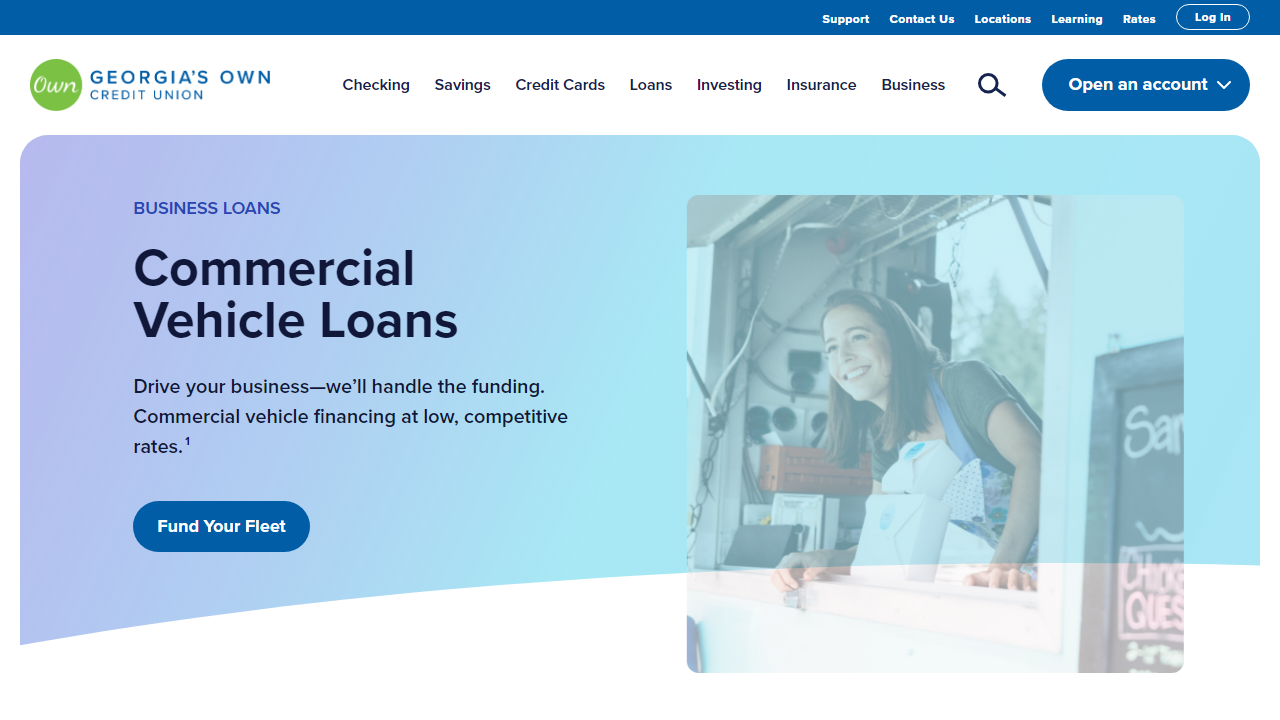 Support Contact Us Locations Learning Rates Log In
Own GEORGIA'S OWN
CREDIT UNION
Checking Savings Credit Cards Loans Investing Insurance Business Open an account
BUSINESS LOANS
Commercial
Vehicle Loans
Drive your business—we’ll handle the funding.
Commercial vehicle financing at low, competitive
rates.¹
Fund Your Fleet